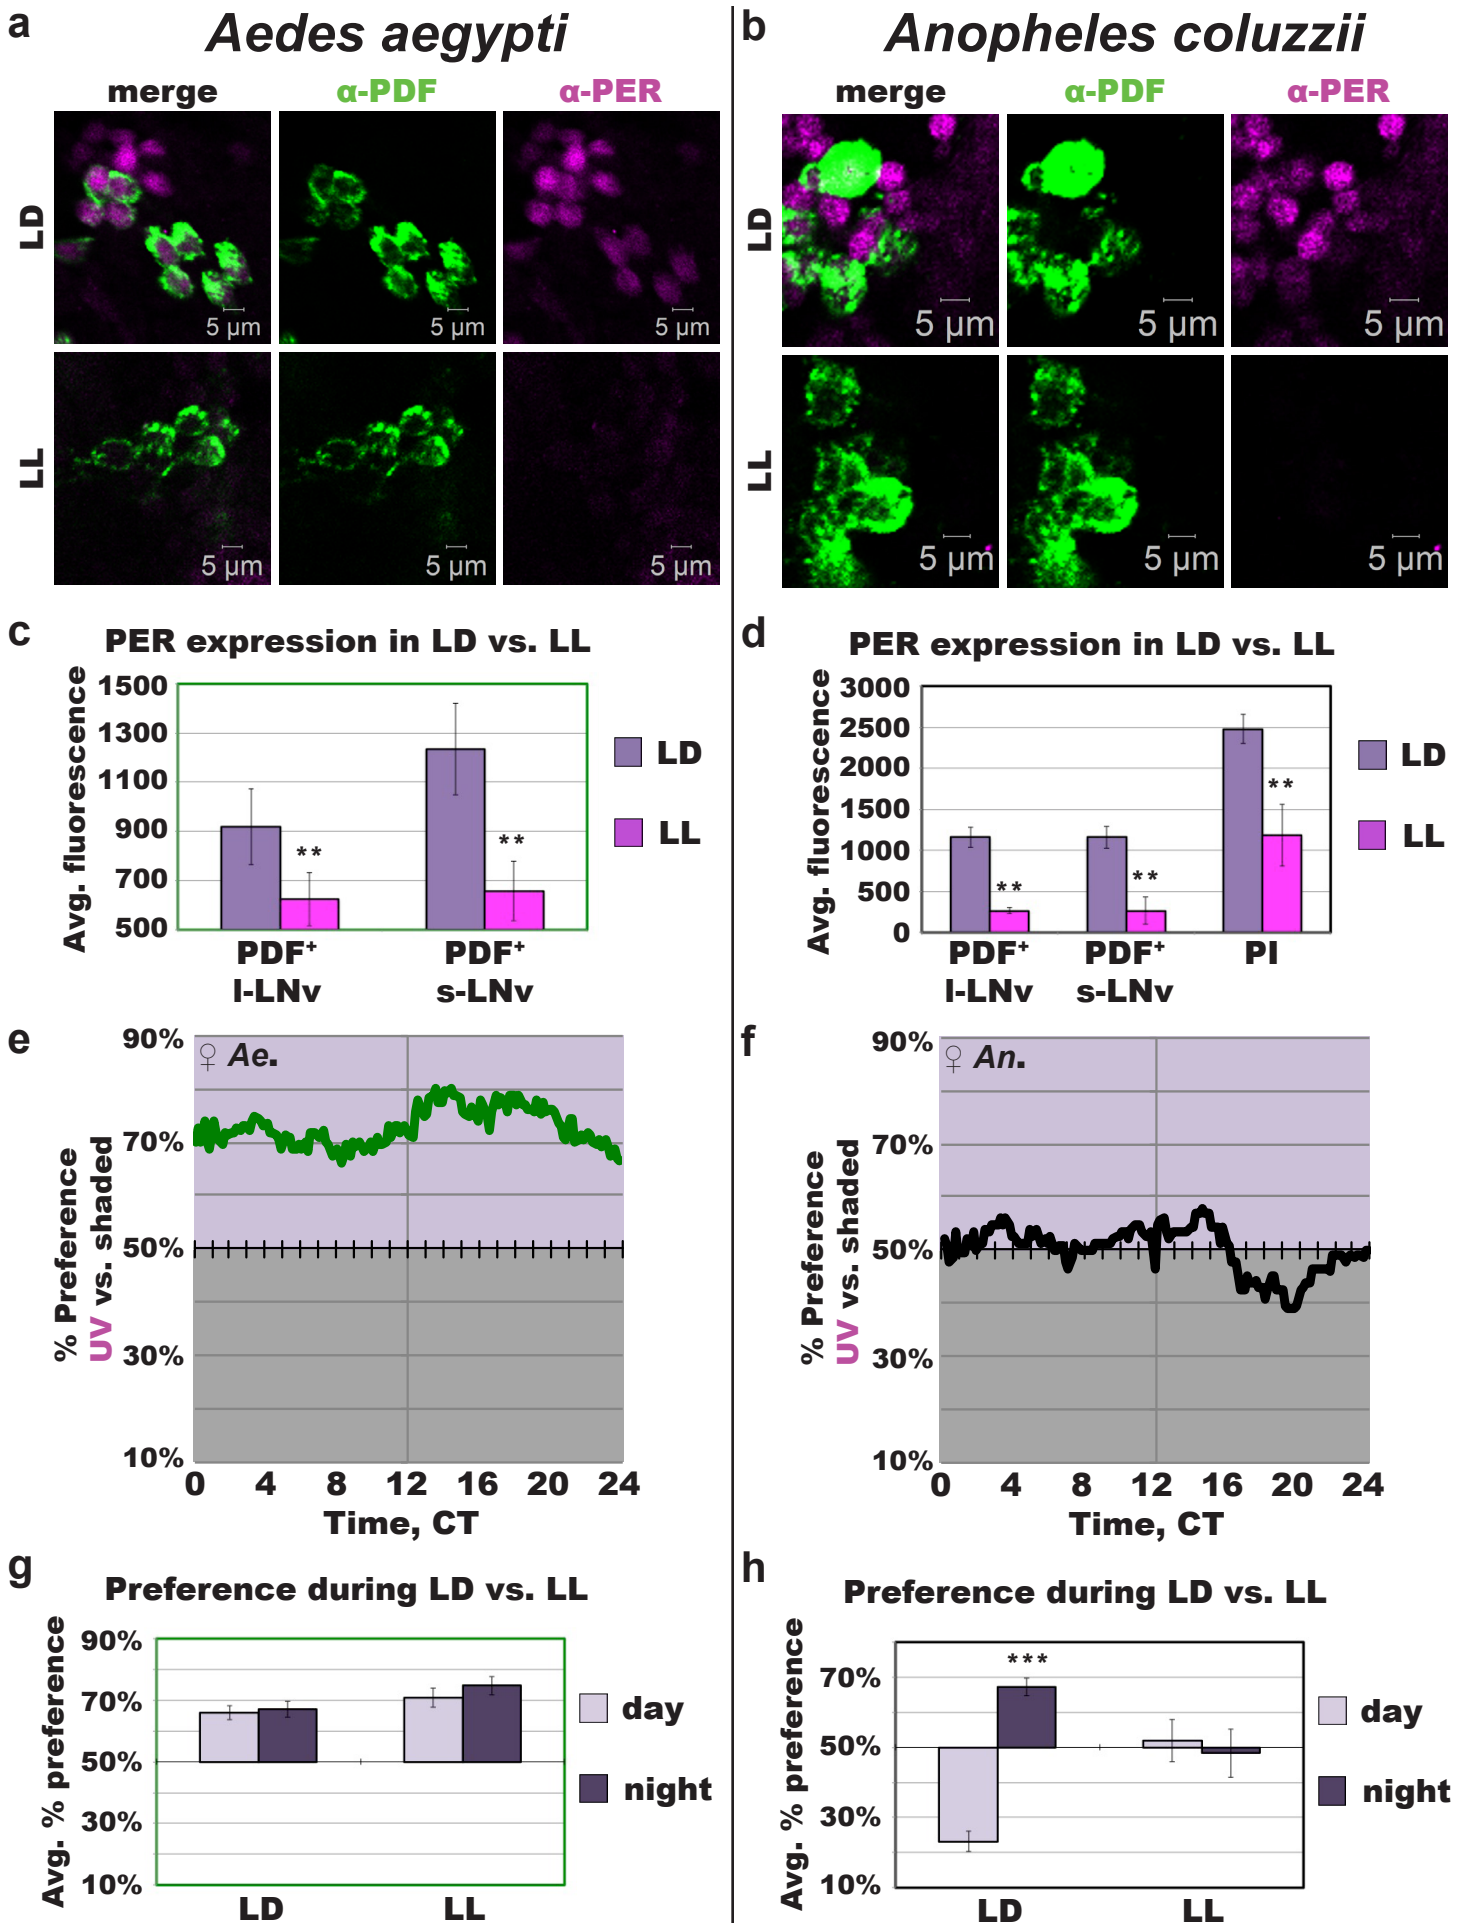 a
Aedes aegypti
merge
α-PDF
α-PER
LD
5 µm
5 µm
5 µm
LL
5 µm
5 µm
5 µm
b
Anopheles coluzzii
merge
α-PDF
α-PER
LD
5 µm
5 µm
5 µm
LL
5 µm
5 µm
5 µm
c
PER expression in LD vs. LL
Avg. fluorescence
1500
1300
1100
900
700
500
**
**
PDF+
l-LNv
PDF+
s-LNv
LD
LL
d
PER expression in LD vs. LL
Avg. fluorescence
3000
2500
2000
1500
1000
500
0
**
**
**
PDF+
l-LNv
PDF+
s-LNv
PI
LD
LL
e
♀ Ae.
% Preference
UV vs. shaded
90%
70%
50%
30%
10%
0 4 8 12 16 20 24
Time, CT
f
♀ An.
% Preference
UV vs. shaded
90%
70%
50%
30%
10%
0 4 8 12 16 20 24
Time, CT
g
Preference during LD vs. LL
Avg. % preference
90%
70%
50%
30%
10%
LD
LL
day
night
h
Preference during LD vs. LL
Avg. % preference
70%
50%
30%
10%
***
LD
LL
day
night